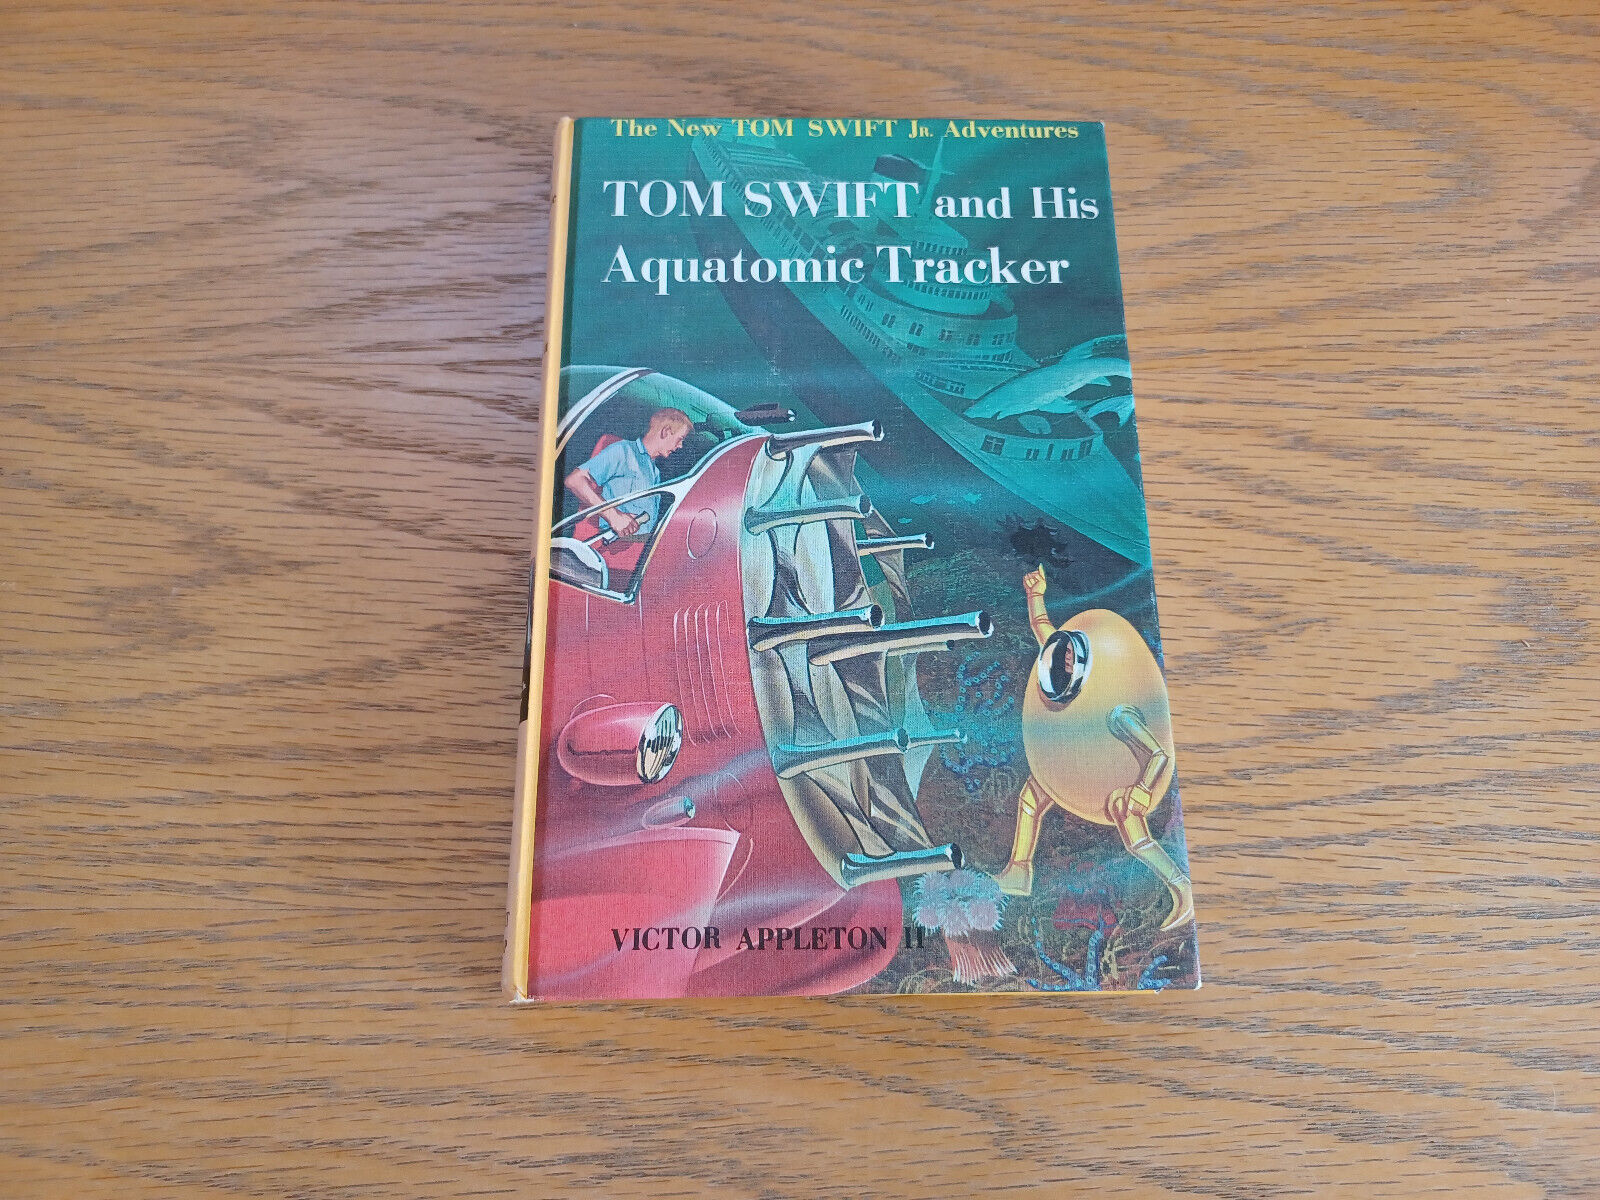 The New TOM SWIFT JR. Adventures
TOM SWIFT and His
Aquatomic Tracker
VICTOR APPLETON II